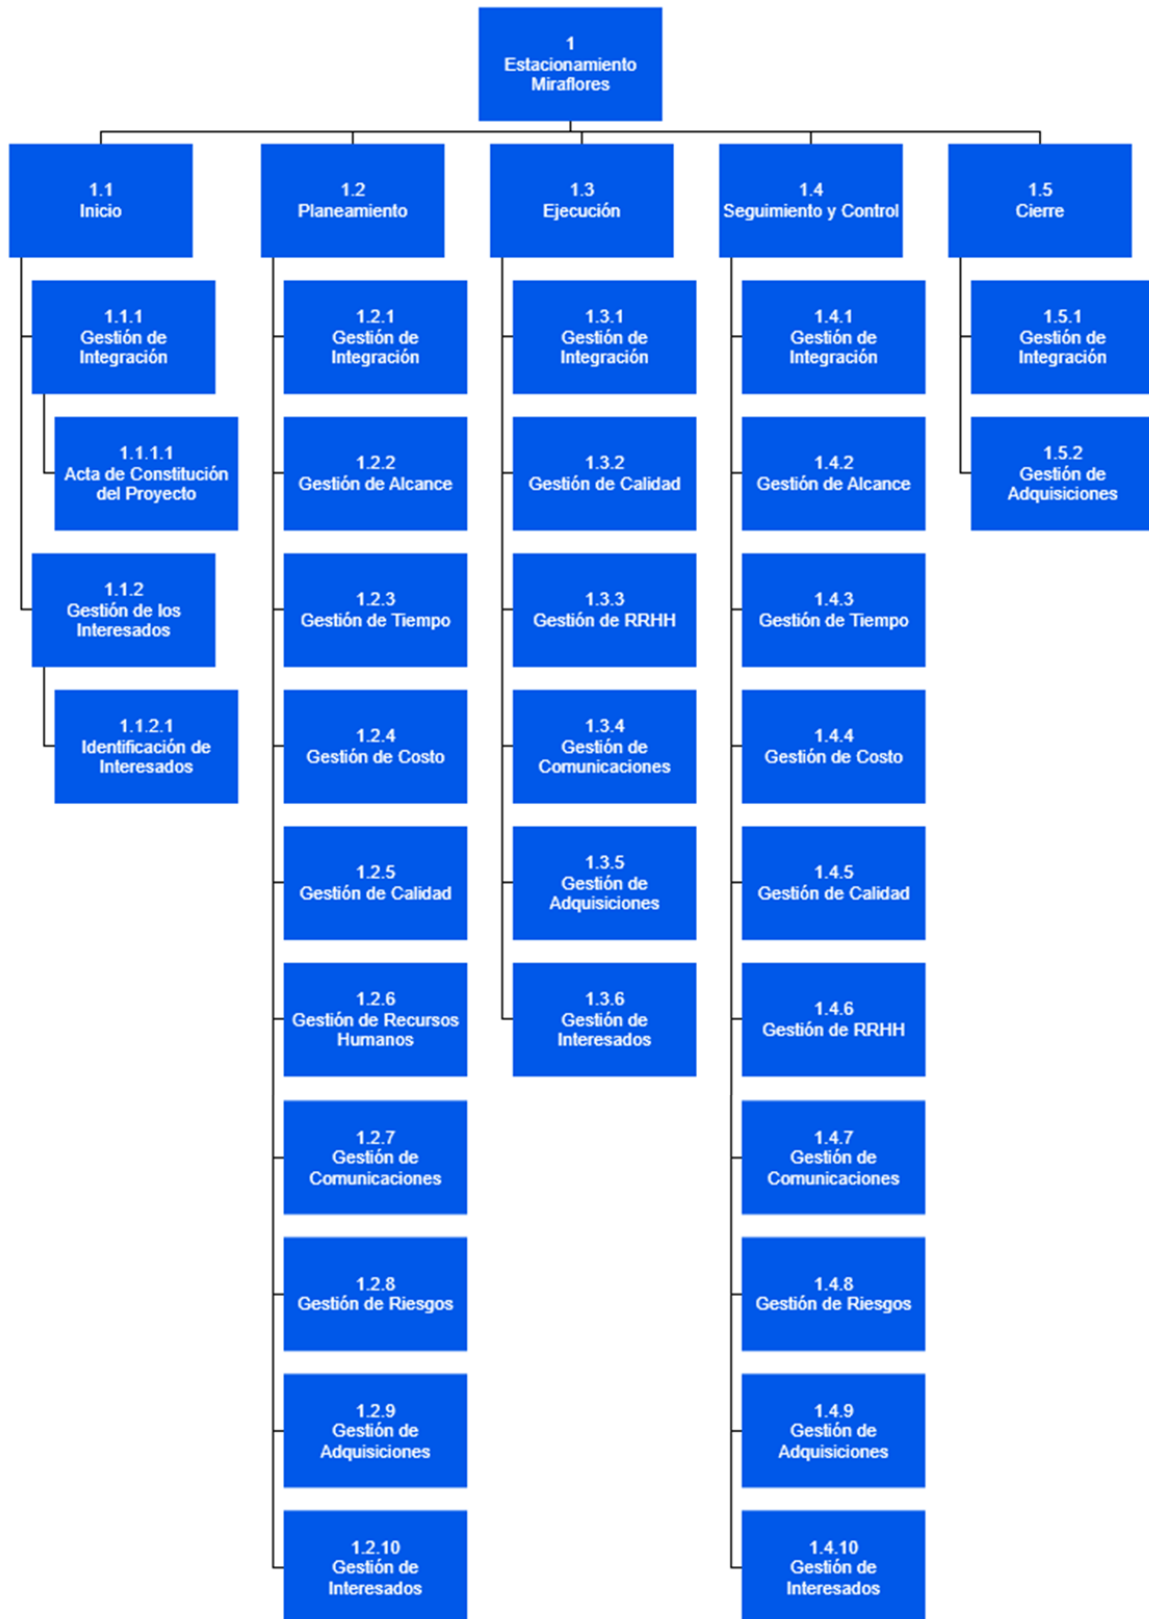 1
Estacionamiento
Miraflores
1.1
Inicio
1.2
Planeamiento
1.3
Ejecución
1.4
Seguimiento y Control
1.5
Cierre
1.1.1
Gestión de
Integración
1.1.1.1
Acta de Constitución
del Proyecto
1.1.2
Gestión de los
Interesados
1.1.2.1
Identificación de
Interesados
1.2.1
Gestión de
Integración
1.2.2
Gestión de Alcance
1.2.3
Gestión de Tiempo
1.2.4
Gestión de Costo
1.2.5
Gestión de Calidad
1.2.6
Gestión de Recursos
Humanos
1.2.7
Gestión de
Comunicaciones
1.2.8
Gestión de Riesgos
1.2.9
Gestión de
Adquisiciones
1.2.10
Gestión de
Interesados
1.3.1
Gestión de
Integración
1.3.2
Gestión de Calidad
1.3.3
Gestión de RRHH
1.3.4
Gestión de
Comunicaciones
1.3.5
Gestión de
Adquisiciones
1.3.6
Gestión de
Interesados
1.4.1
Gestión de
Integración
1.4.2
Gestión de Alcance
1.4.3
Gestión de Tiempo
1.4.4
Gestión de Costo
1.4.5
Gestión de Calidad
1.4.6
Gestión de RRHH
1.4.7
Gestión de
Comunicaciones
1.4.8
Gestión de Riesgos
1.4.9
Gestión de
Adquisiciones
1.4.10
Gestión de
Interesados
1.5.1
Gestión de
Integración
1.5.2
Gestión de
Adquisiciones